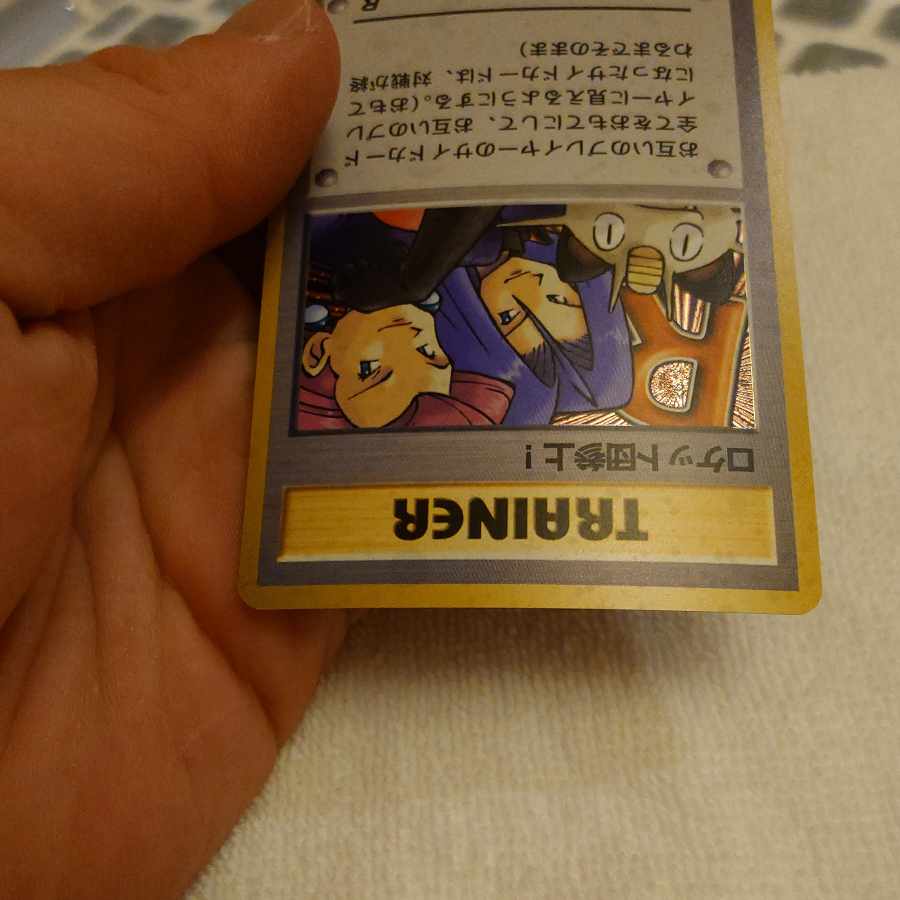 TRAINER
ロケット団参上!
お互いのプレイヤーのサイドカード
全てをおもてにして、お互いのプレ
イヤーに見えるようにする。(おもて
になったサイドカードは、対戦が終
わるまでそのまま)
R